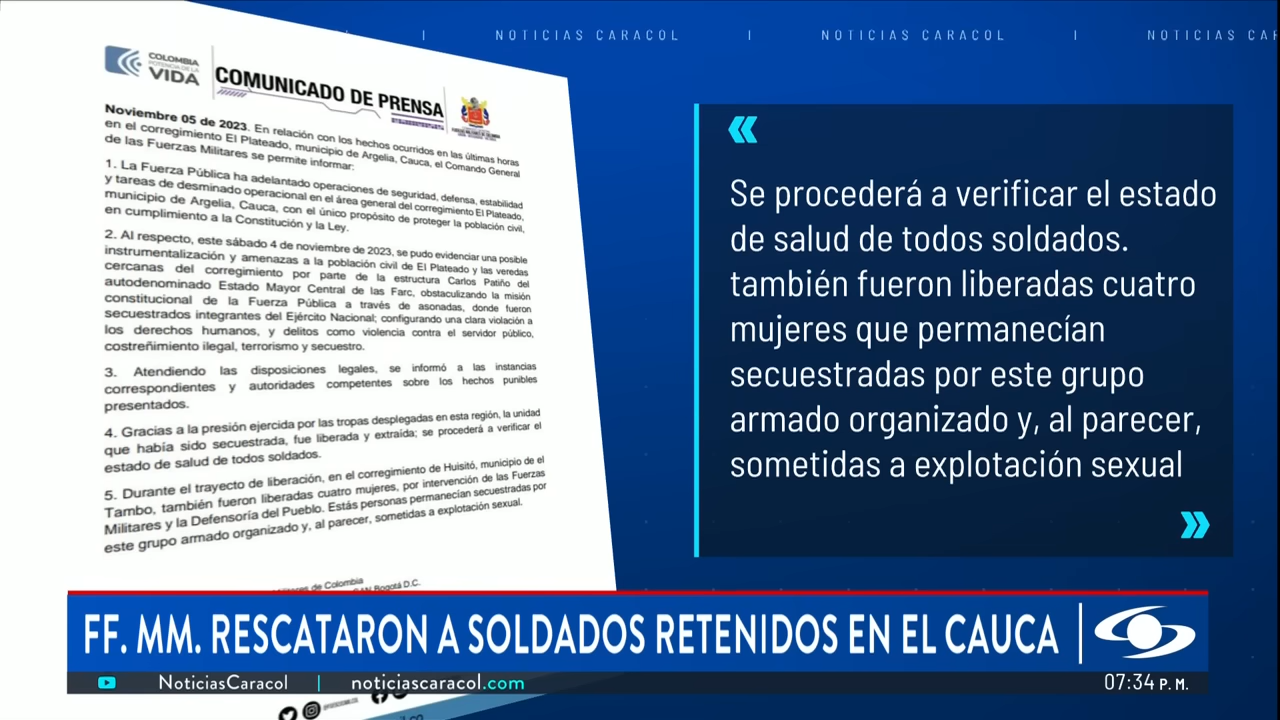 NOTICIAS CARACOL
NOTICIAS CARACOL
NOTICIAS CAR
COLOMBIA
POTENCIA DE LA
VIDA
COMUNICADO DE PRENSA
Noviembre 05 de 2023. En relación con los hechos ocurridos en las últimas horas
en el corregimiento El Plateado, municipio de Argelia, Cauca, el Comando General
de las Fuerzas Militares se permite informar:
1. La Fuerza Pública ha adelantado operaciones de seguridad, defensa, estabilidad
y tareas de desminado operacional en el área general del corregimiento El Plateado,
municipio de Argelia, Cauca, con el único propósito de proteger la población civil,
en cumplimiento a la Constitución y la Ley.
2. Al respecto, este sábado 4 de noviembre de 2023, se pudo evidenciar una posible
instrumentalización y amenazas a la población civil de El Plateado y las veredas
cercanas del corregimiento por parte de la estructura Carlos Patiño del
autodenominado Estado Mayor Central de las Farc, obstaculizando la misión
constitucional de la Fuerza Pública a través de asonadas, donde fueron
secuestrados integrantes del Ejército Nacional; configurando una clara violación a
los derechos humanos, y delitos como violencia contra el servidor público,
costreñimiento ilegal, terrorismo y secuestro.
3. Atendiendo las disposiciones legales, se informó a las instancias
correspondientes y autoridades competentes sobre los hechos punibles
presentados.
4. Gracias a la presión ejercida por las tropas desplegadas en esta región, la unidad
que había sido secuestrada, fue liberada y extraída; se procederá a verificar el
estado de salud de todos soldados.
5. Durante el trayecto de liberación, en el corregimiento de Huisitó, municipio de el
Tambo, también fueron liberadas cuatro mujeres, por intervención de las Fuerzas
Militares y la Defensoría del Pueblo. Estás personas permanecían secuestradas por
este grupo armado organizado y, al parecer, sometidas a explotación sexual.
de Colombia
Bogotá D.C.
«
Se procederá a verificar el estado
de salud de todos soldados.
también fueron liberadas cuatro
mujeres que permanecían
secuestradas por este grupo
armado organizado y, al parecer,
sometidas a explotación sexual
»
FF. MM. RESCATARON A SOLDADOS RETENIDOS EN EL CAUCA
NoticiasCaracol | noticiascaracol.com
07:34 P. M.